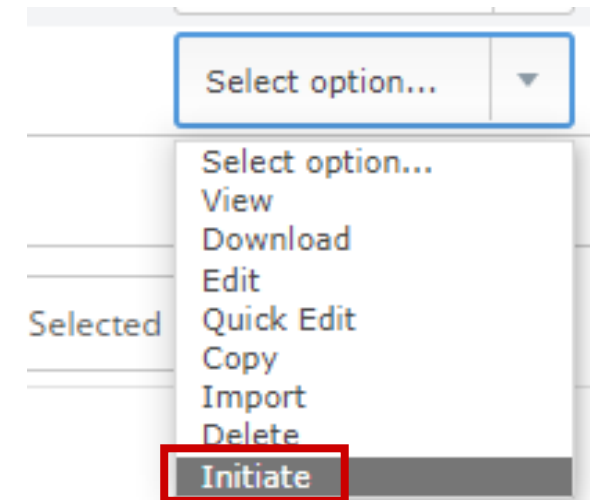 Select option...
Select option...
View
Download
Edit
Selected
Quick Edit
Copy
Import
Delete
Initiate